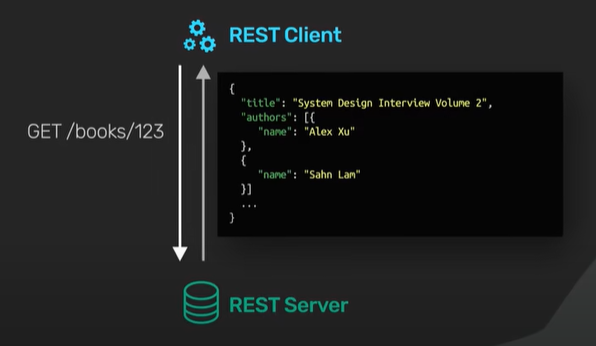 REST Client
GET /books/123
{
"title": "System Design Interview Volume 2",
"authors": [{
"name": "Alex Xu"
},
{
"name": "Sahn Lam"
}]
...
}
REST Server